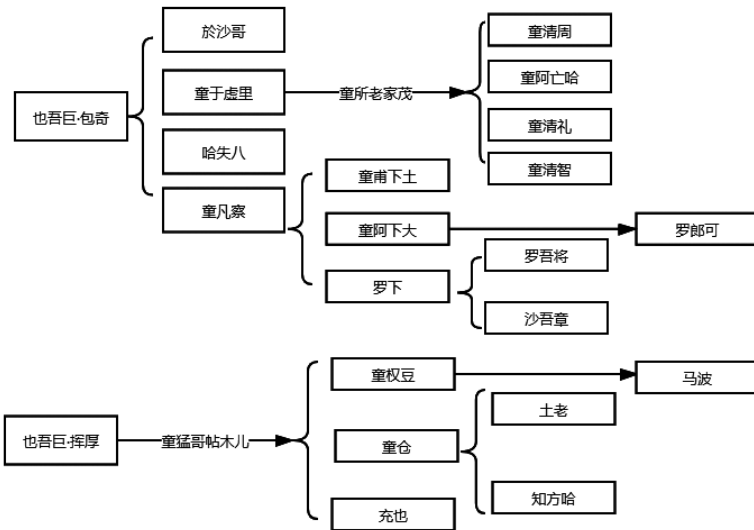 也吾巨·包奇
於沙哥
童于虚里
哈失八
童凡察
童所老家茂
童清周
童阿亡哈
童清礼
童清智
童甫下土
童阿下大
罗下
罗郎可
罗吾将
沙吾章
也吾巨·挥厚
童猛哥帖木儿
童权豆
童仓
充也
马波
土老
知方哈